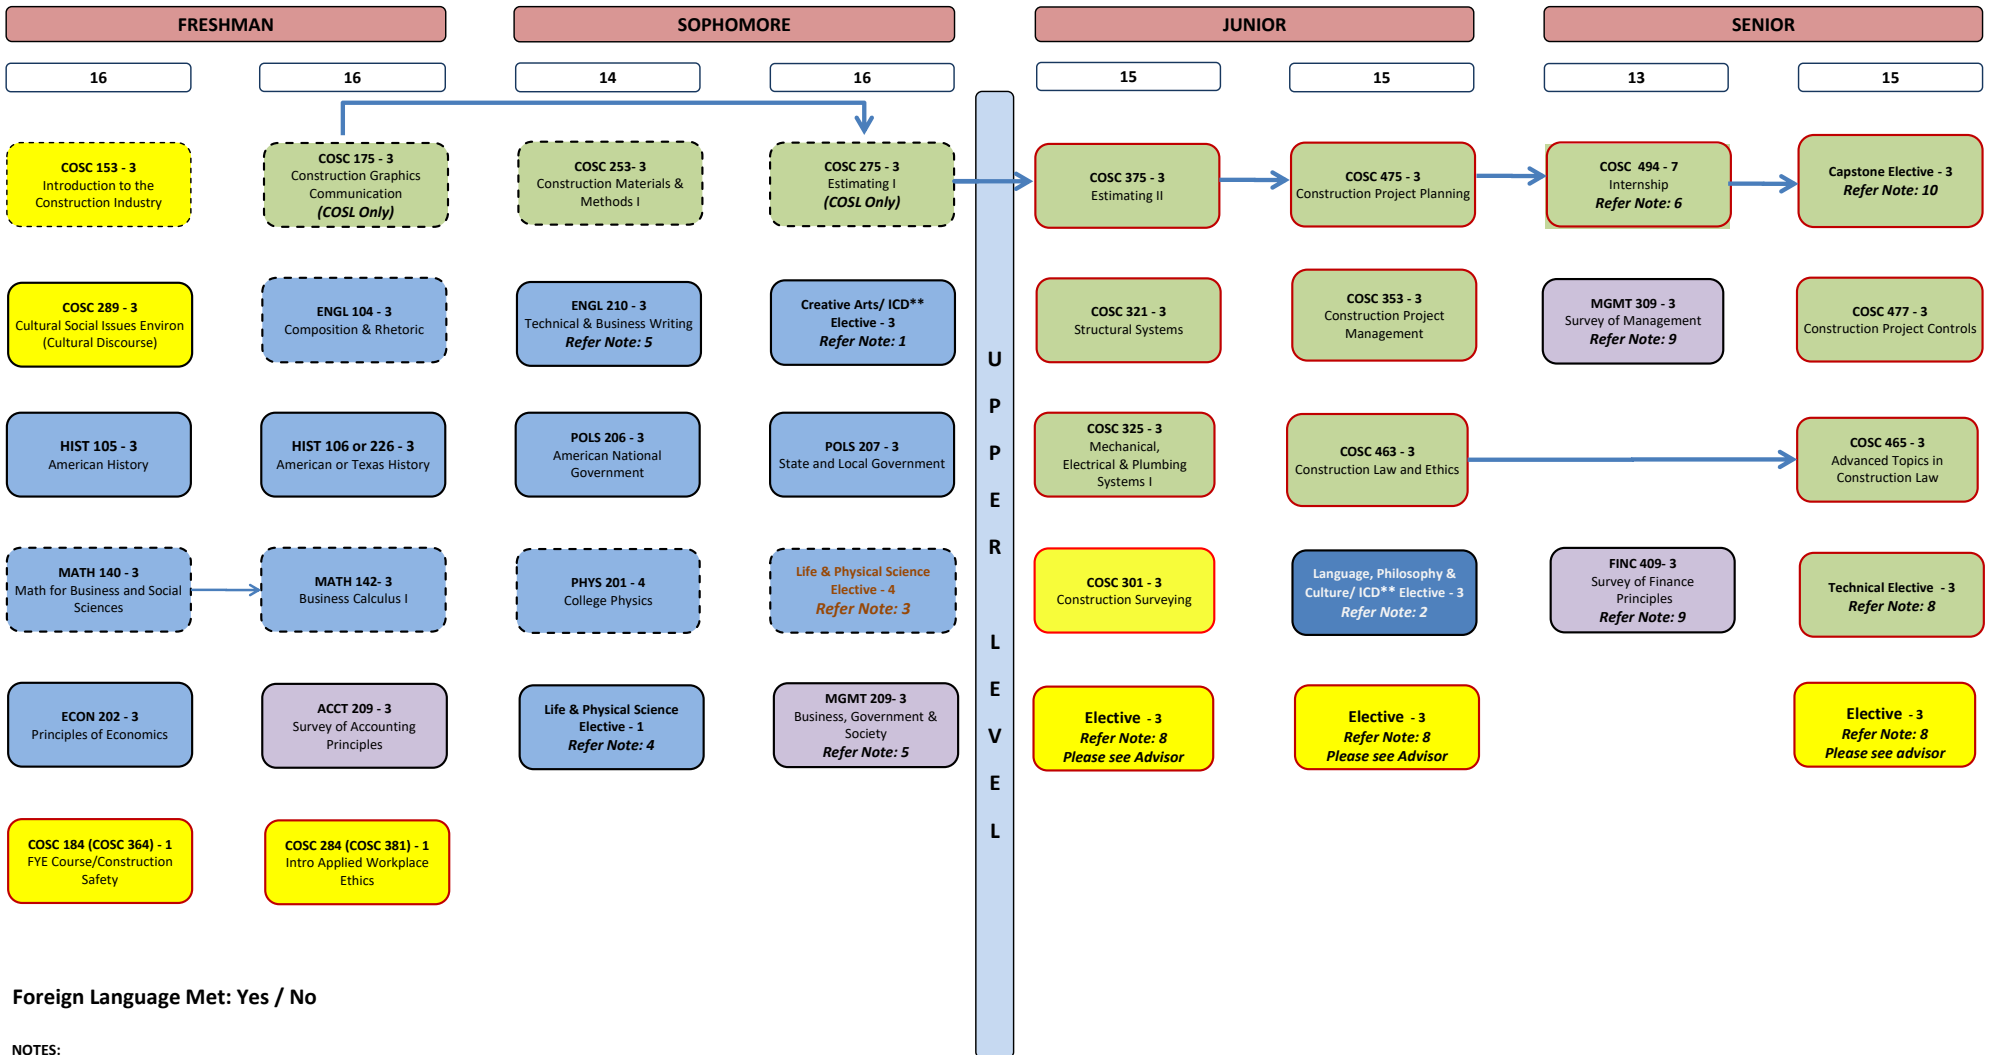 FRESHMAN
SOPHOMORE
JUNIOR
SENIOR
16
16
14
16
15
15
13
15
COSC 153 - 3
Introduction to the
Construction Industry
COSC 175 - 3
Construction Graphics
Communication
(COSL Only)
COSC 253- 3
Construction Materials &
Methods I
COSC 275 - 3
Estimating I
(COSL Only)
COSC 375 - 3
Estimating II
COSC 475 - 3
Construction Project Planning
COSC 494 - 7
Internship
Refer Note: 6
Capstone Elective - 3
Refer Note: 10
COSC 289 - 3
Cultural Social Issues Environ
(Cultural Discourse)
ENGL 104 - 3
Composition & Rhetoric
ENGL 210 - 3
Technical & Business Writing
Refer Note: 5
Creative Arts/ ICD**
Elective - 3
Refer Note: 1
COSC 321 - 3
Structural Systems
COSC 353 - 3
Construction Project
Management
MGMT 309 - 3
Survey of Management
Refer Note: 9
COSC 477 - 3
Construction Project Controls
HIST 105 - 3
American History
HIST 106 or 226 - 3
American or Texas History
POLS 206 - 3
American National
Government
POLS 207 - 3
State and Local Government
COSC 325 - 3
Mechanical,
Electrical & Plumbing
Systems I
COSC 463 - 3
Construction Law and Ethics
COSC 465 - 3
Advanced Topics in
Construction Law
MATH 140 - 3
Math for Business and Social
Sciences
MATH 142- 3
Business Calculus I
PHYS 201 - 4
College Physics
Life & Physical Science
Elective - 4
Refer Note: 3
COSC 301 - 3
Construction Surveying
Language, Philosophy &
Culture/ ICD** Elective - 3
Refer Note: 2
FINC 409- 3
Survey of Finance
Principles
Refer Note: 9
Technical Elective - 3
Refer Note: 8
ECON 202 - 3
Principles of Economics
ACCT 209 - 3
Survey of Accounting
Principles
Life & Physical Science
Elective - 1
Refer Note: 4
MGMT 209- 3
Business, Government &
Society
Refer Note: 5
Elective - 3
Refer Note: 8
Please see Advisor
Elective - 3
Refer Note: 8
Please see Advisor
Elective - 3
Refer Note: 8
Please see advisor
COSC 184 (COSC 364) - 1
FYE Course/Construction
Safety
COSC 284 (COSC 381) - 1
Intro Applied Workplace
Ethics
U
P
P
E
R
L
E
V
E
L
Foreign Language Met: Yes / No
NOTES: